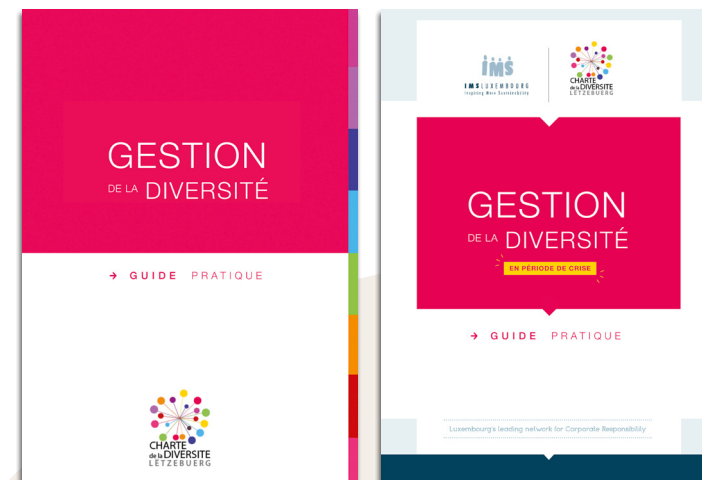 GESTION
DE LA DIVERSITÉ
→ GUIDE PRATIQUE
CHARTE
de la DIVERSITE
LËTZEBUERG
IMS
IMS LUXEMBOURG
Inspiring More Sustainability
CHARTE
de la DIVERSITE
LËTZEBUERG
GESTION
DE LA DIVERSITÉ
EN PÉRIODE DE CRISE
→ GUIDE PRATIQUE
Luxembourg's leading network for Corporate Responsibility